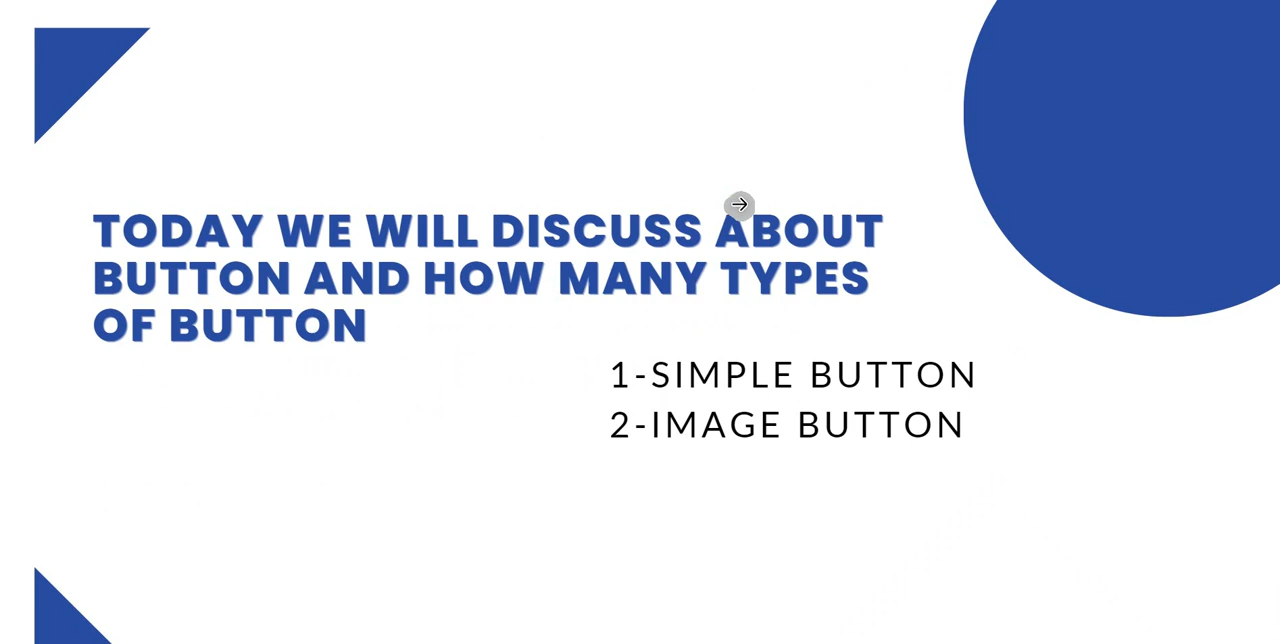 TODAY WE WILL DISCUSS ABOUT
BUTTON AND HOW MANY TYPES
OF BUTTON
1-SIMPLE BUTTON
2-IMAGE BUTTON